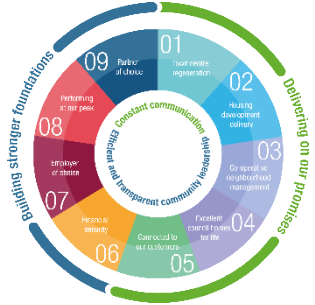 Building stronger foundations
Delivering on our promises
Constant communication
Efficient and transparent community leadership
01
Town centre
regeneration
02
Housing
development
delivery
03
Co-operative
neighbourhood
management
04
Excellent
council homes
for life
05
Connected to
our customers
06
Financial
security
07
Employer
of choice
08
Performing
at our peak
09
Partner
of choice